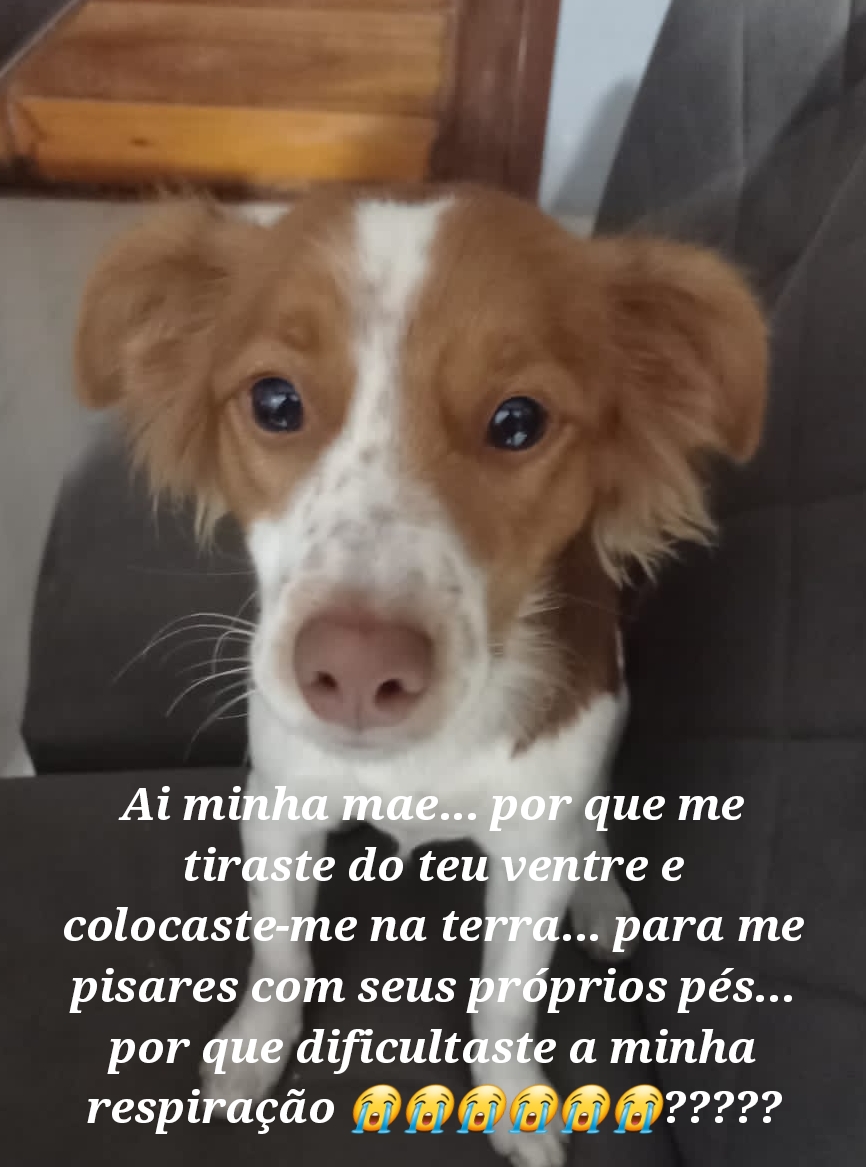 Ai minha mae... por que me
tiraste do teu ventre e
colocaste-me na terra... para me
pisares com seus próprios pés...
por que dificultaste a minha
respiração 😭😭😭😭😭😭?????